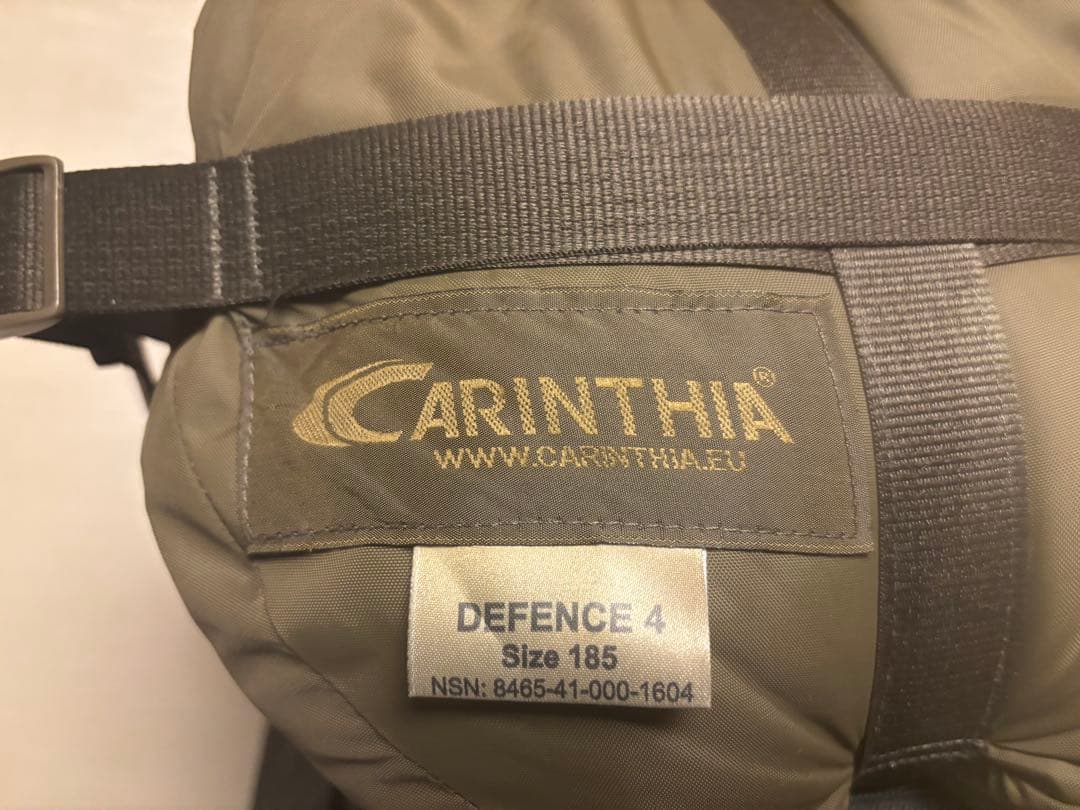 CARINTHIA®
WWW.CARINTHIA.EU
DEFENCE 4
Size 185
NSN: 8465-41-000-1604